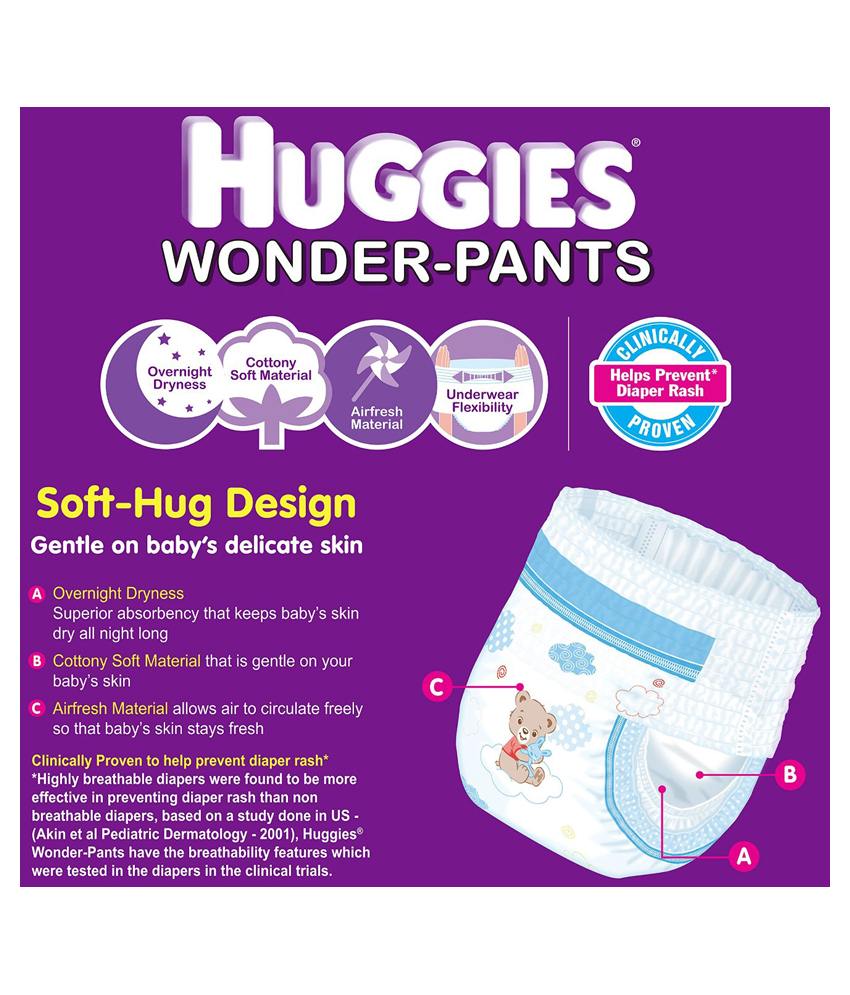 HUGGIES®
WONDER-PANTS
Overnight
Dryness
Cottony
Soft Material
Airfresh
Material
Underwear
Flexibility
CLINICALLY
Helps Prevent*
Diaper Rash
PROVEN
Soft-Hug Design
Gentle on baby's delicate skin
A Overnight Dryness
Superior absorbency that keeps baby's skin
dry all night long
B Cottony Soft Material that is gentle on your
baby's skin
C Airfresh Material allows air to circulate freely
so that baby's skin stays fresh
Clinically Proven to help prevent diaper rash*
*Highly breathable diapers were found to be more
effective in preventing diaper rash than non
breathable diapers, based on a study done in US -
(Akin et al Pediatric Dermatology - 2001), Huggies®
Wonder-Pants have the breathability features which
were tested in the diapers in the clinical trials.
C
B
A